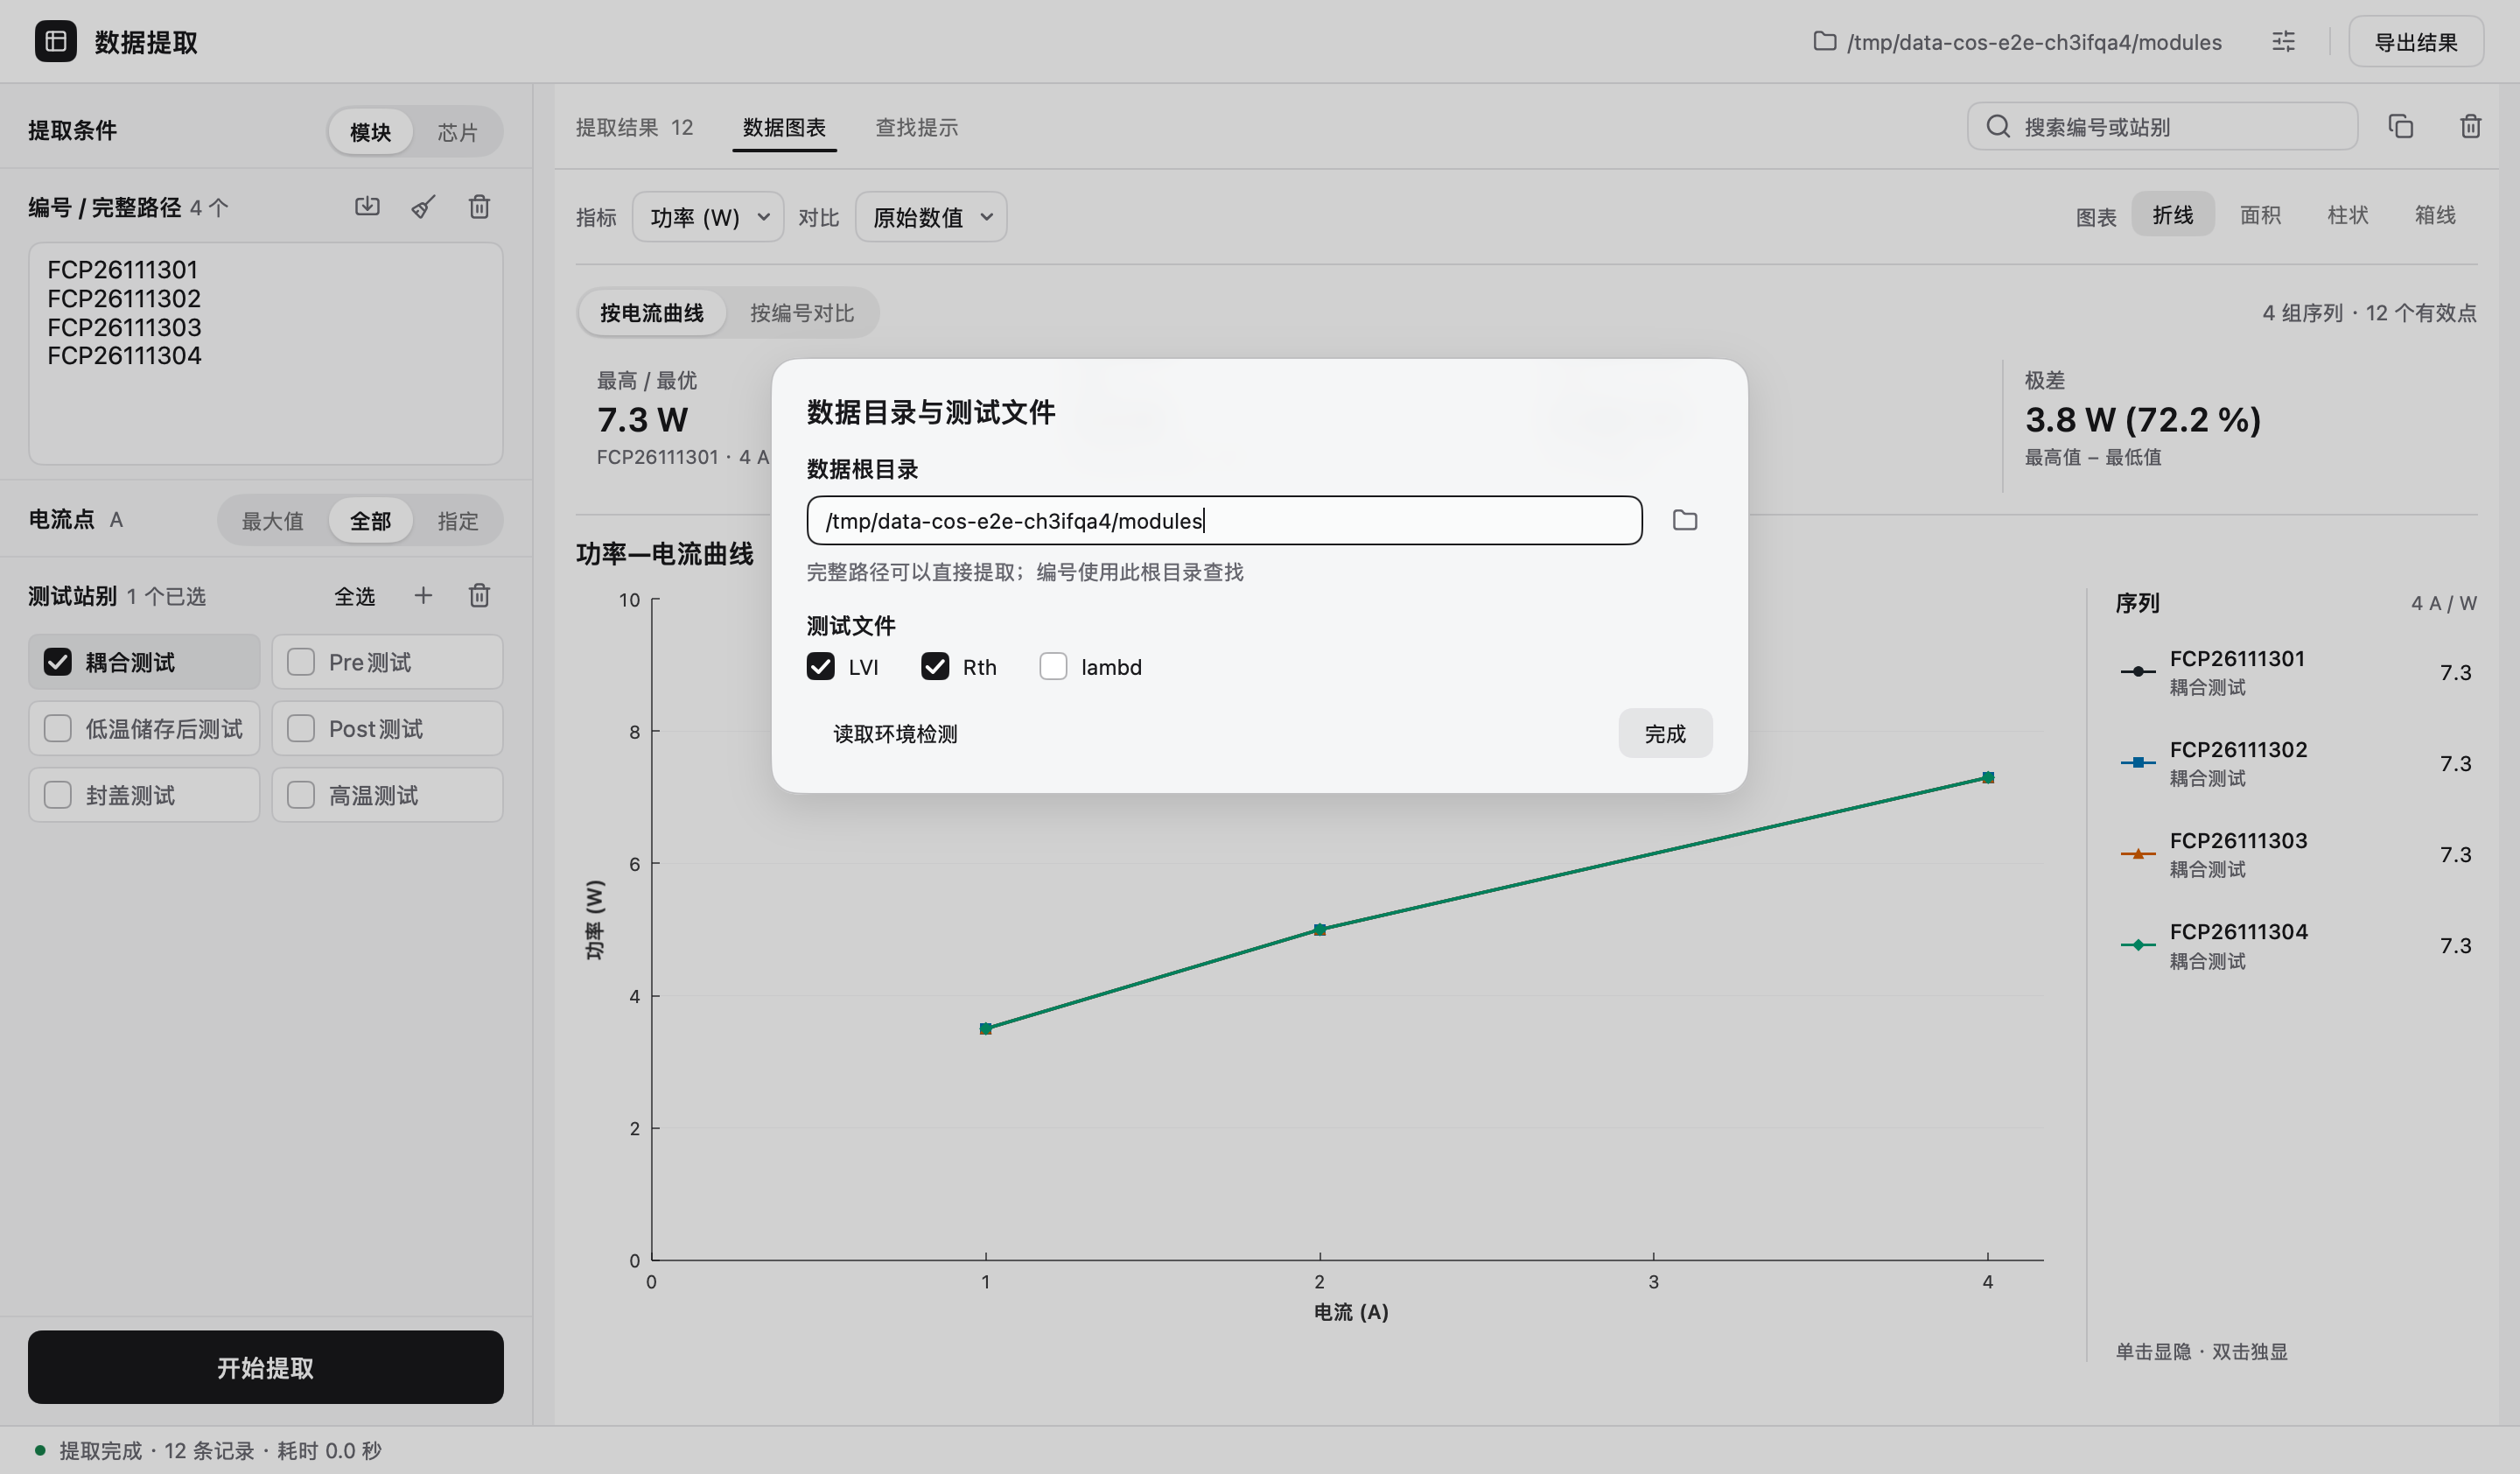 数据提取
/tmp/data-cos-e2e-ch3ifqa4/modules
导出结果
提取条件
模块
芯片
编号 / 完整路径 4 个
FCP26111301
FCP26111302
FCP26111303
FCP26111304
电流点 A
最大值
全部
指定
测试站别 1 个已选
全选
耦合测试
Pre测试
低温储存后测试
Post测试
封盖测试
高温测试
开始提取
提取结果 12
数据图表
查找提示
搜索编号或站别
指标
功率 (W)
对比
原始数值
图表
折线
面积
柱状
箱线
按电流曲线
按编号对比
4 组序列 · 12 个有效点
最高 / 最优
7.3 W
FCP26111301 · 4 A
极差
3.8 W (72.2 %)
最高值 – 最低值
数据目录与测试文件
数据根目录
/tmp/data-cos-e2e-ch3ifqa4/modules
完整路径可以直接提取；编号使用此根目录查找
测试文件
LVI
Rth
lambd
读取环境检测
完成
功率—电流曲线
10
8
6
4
2
0
功率 (W)
0
1
2
3
4
电流 (A)
序列
4 A / W
FCP26111301
耦合测试
7.3
FCP26111302
耦合测试
7.3
FCP26111303
耦合测试
7.3
FCP26111304
耦合测试
7.3
单击显隐 · 双击独显
提取完成 · 12 条记录 · 耗时 0.0 秒